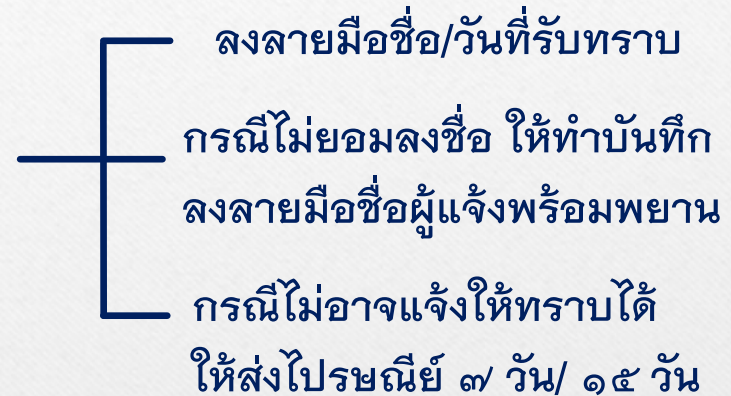 ลงลายมือชื่อ/วันที่รับทราบ
กรณีไม่ยอมลงชื่อ ให้ทำบันทึก
ลงลายมือชื่อผู้แจ้งพร้อมพยาน
กรณีไม่อาจแจ้งให้ทราบได้
ให้ส่งไปรษณีย์ ๗ วัน/ ๑๕ วัน